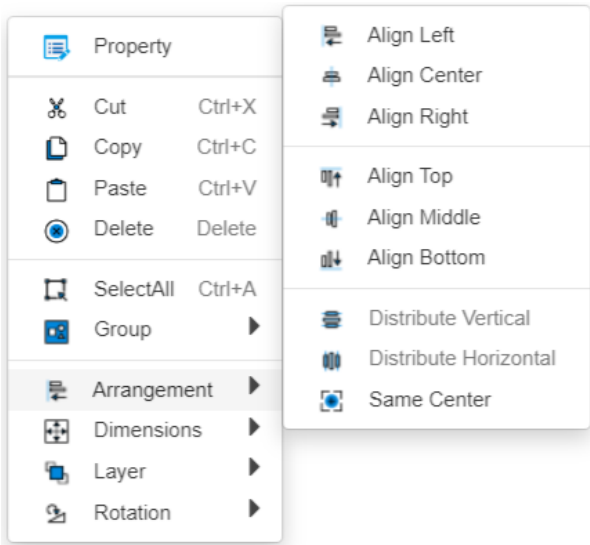 Property
Cut Ctrl+X
Copy Ctrl+C
Paste Ctrl+V
Delete Delete
SelectAll Ctrl+A
Group
Arrangement
Dimensions
Layer
Rotation
Align Left
Align Center
Align Right
Align Top
Align Middle
Align Bottom
Distribute Vertical
Distribute Horizontal
Same Center